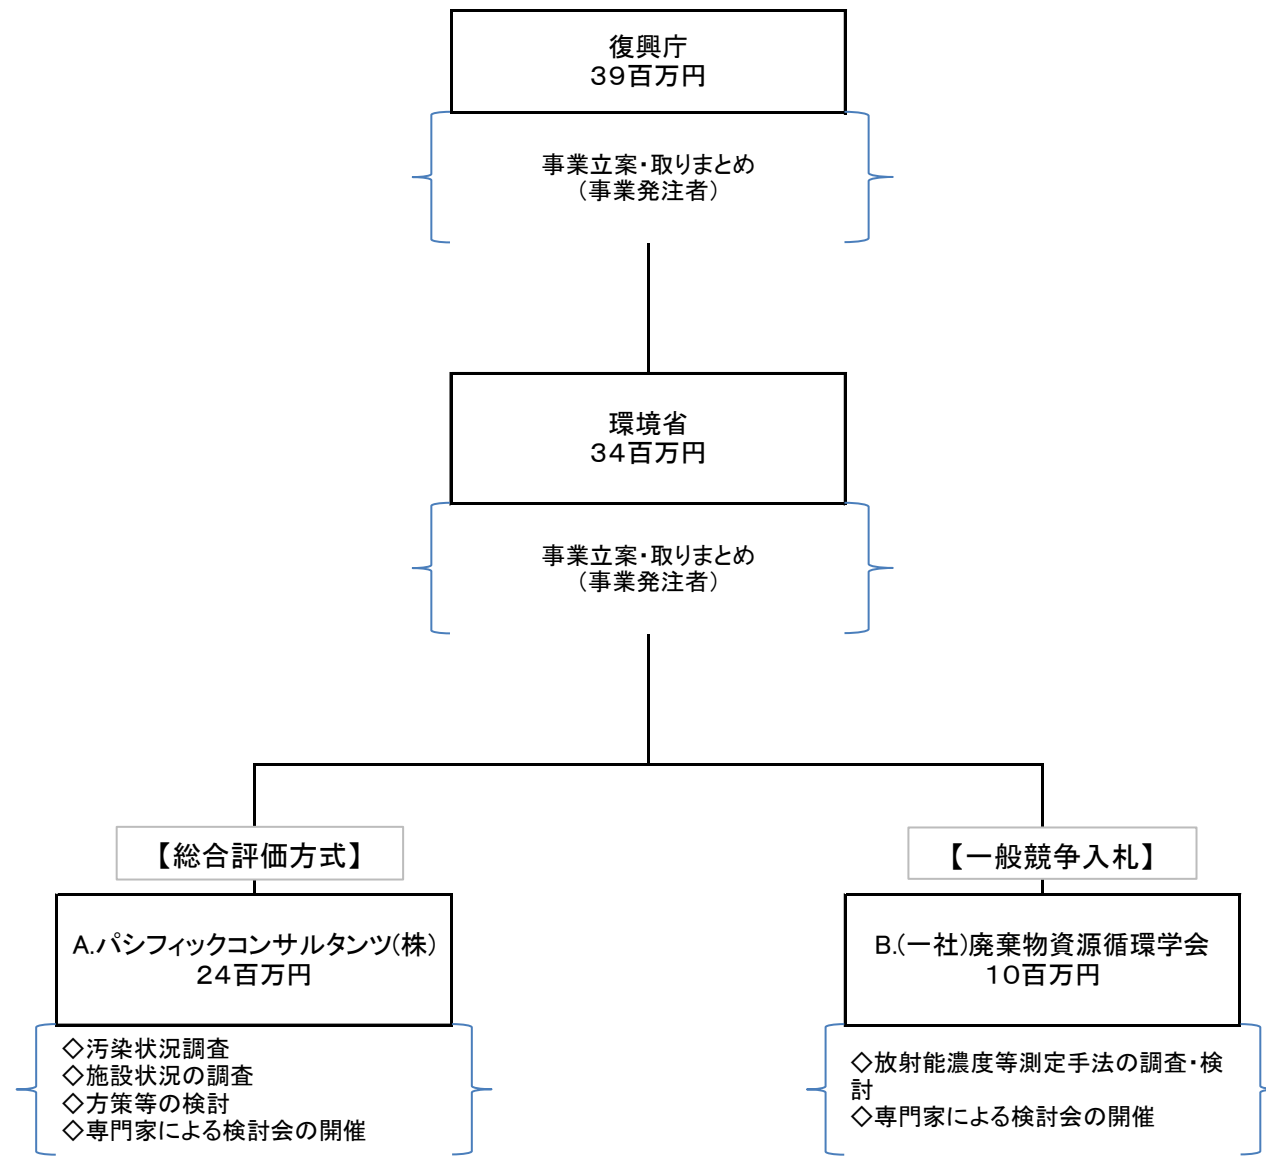 復興庁
３９百万円
事業立案・取りまとめ
（事業発注者）
環境省
３４百万円
事業立案・取りまとめ
（事業発注者）
【総合評価方式】
A.パシフィックコンサルタンツ(株)
２４百万円
◇汚染状況調査
◇施設状況の調査
◇方策等の検討
◇専門家による検討会の開催
【一般競争入札】
B.(一社)廃棄物資源循環学会
１０百万円
◇放射能濃度等測定手法の調査・検
討
◇専門家による検討会の開催